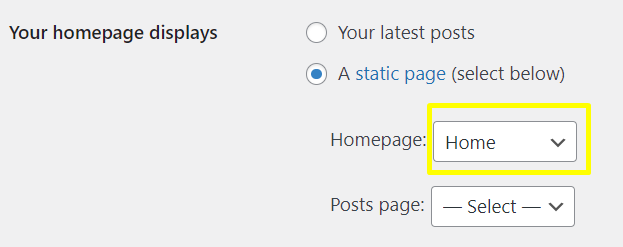 Your homepage displays
Your latest posts
A static page (select below)
Homepage: Home
Posts page: — Select —